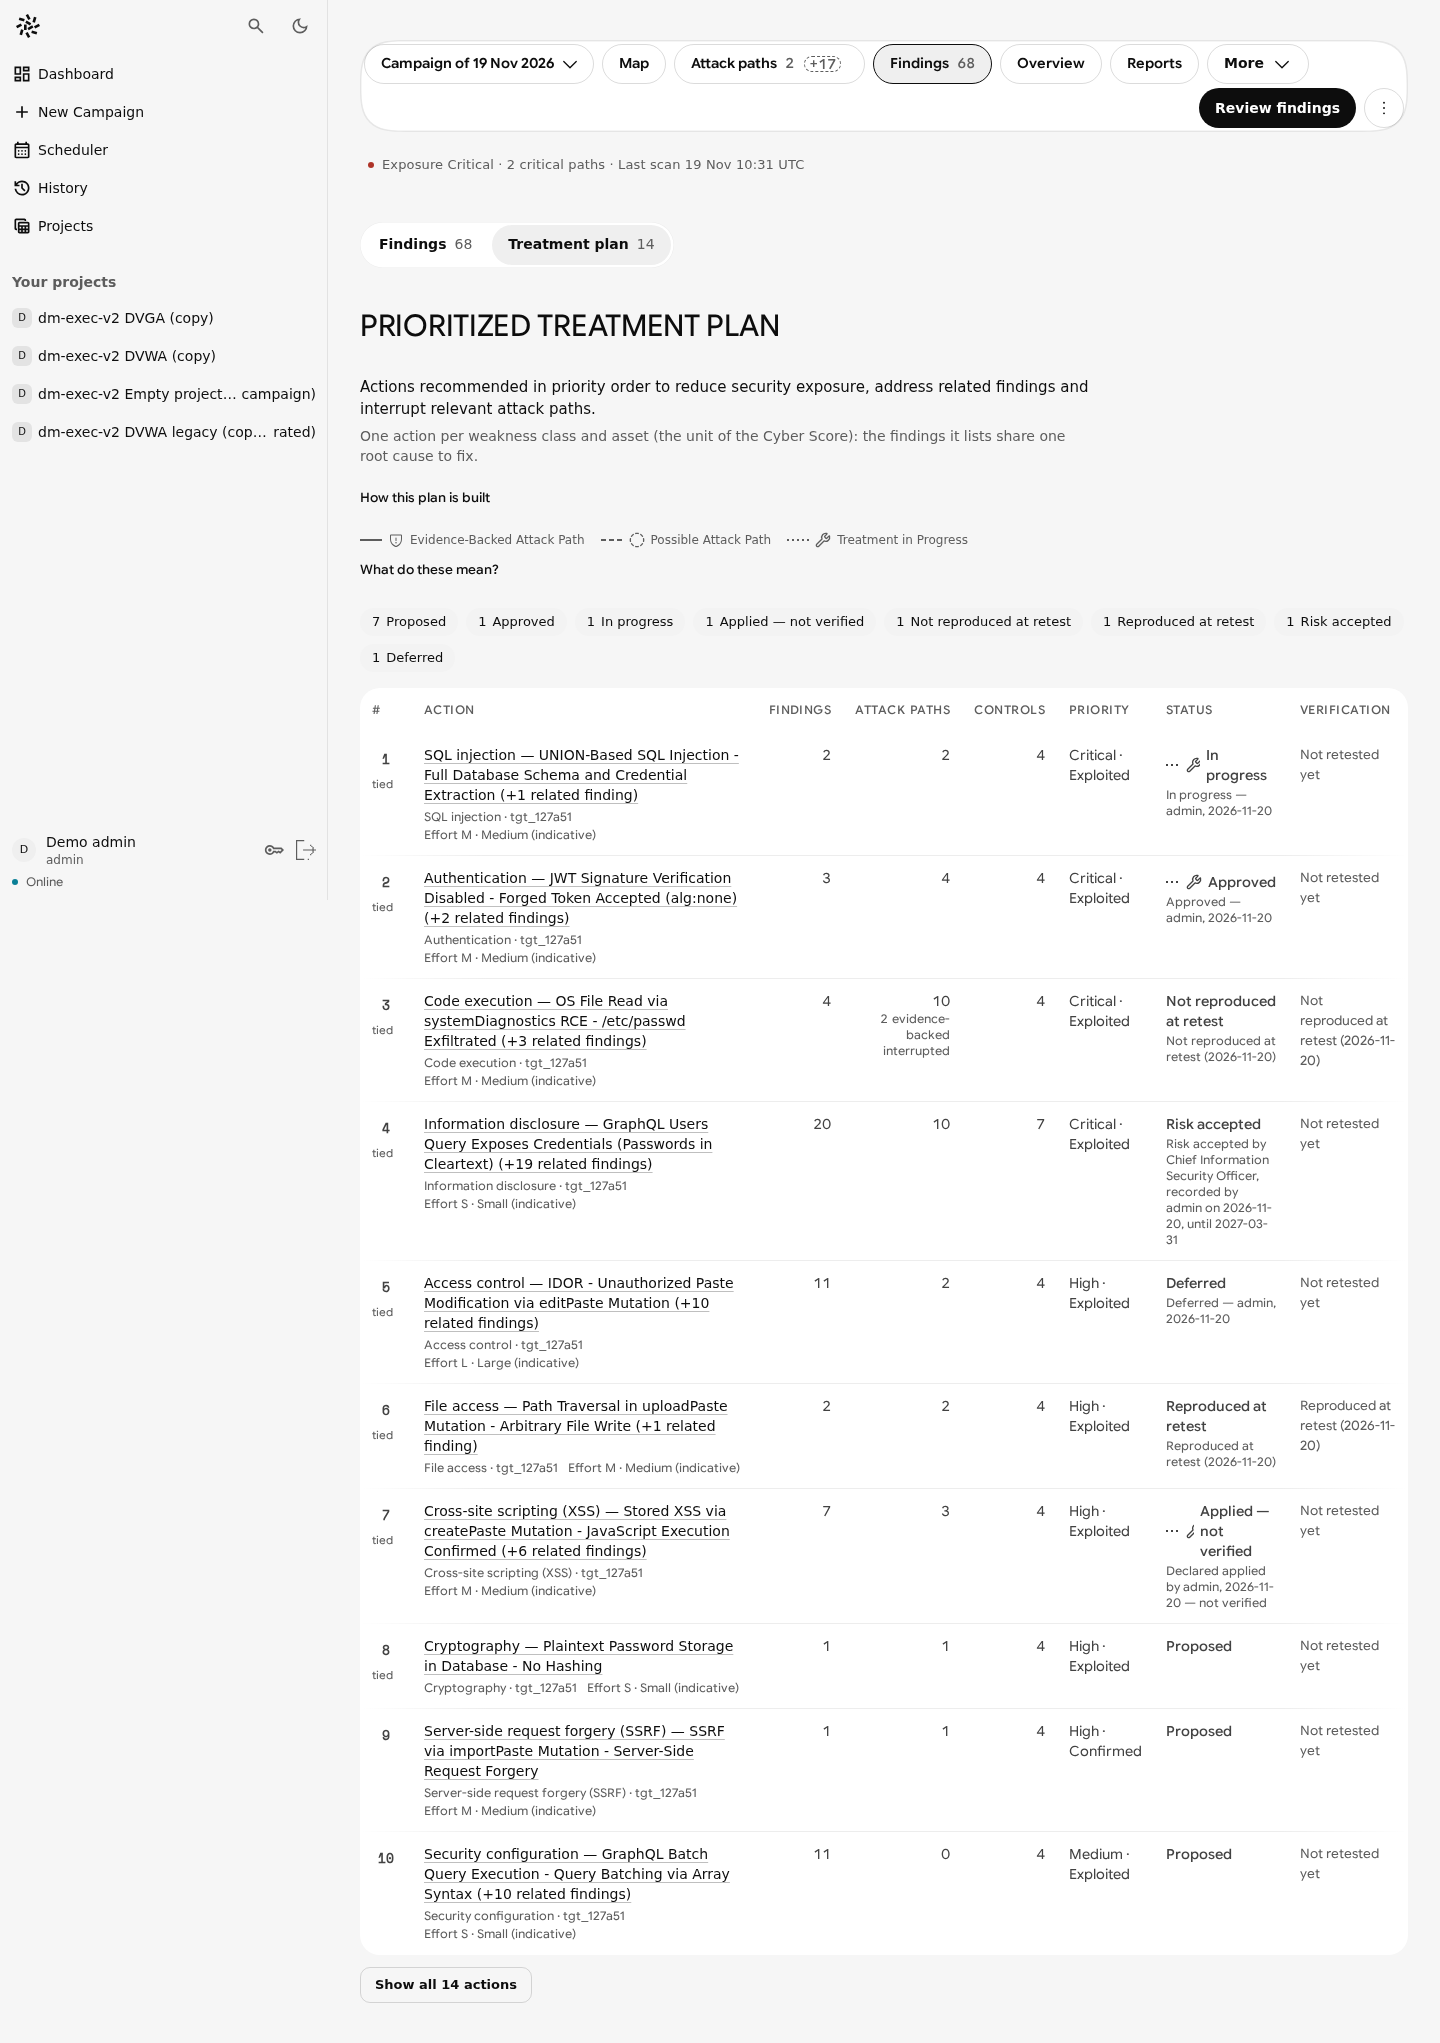 Dashboard
New Campaign
Scheduler
History
Projects
Your projects
D dm-exec-v2 DVGA (copy)
D dm-exec-v2 DVWA (copy)
D dm-exec-v2 Empty project… campaign)
D dm-exec-v2 DVWA legacy (cop… rated)
D Demo admin
admin
Online
Campaign of 19 Nov 2026 Map Attack paths 2 +17 Findings 68 Overview Reports More
Review findings
Exposure Critical · 2 critical paths · Last scan 19 Nov 10:31 UTC
Findings 68 Treatment plan 14
PRIORITIZED TREATMENT PLAN
Actions recommended in priority order to reduce security exposure, address related findings and
interrupt relevant attack paths.
One action per weakness class and asset (the unit of the Cyber Score): the findings it lists share one
root cause to fix.
How this plan is built
Evidence-Backed Attack Path Possible Attack Path Treatment in Progress
What do these mean?
7 Proposed 1 Approved 1 In progress 1 Applied — not verified 1 Not reproduced at retest 1 Reproduced at retest 1 Risk accepted
1 Deferred
# ACTION FINDINGS ATTACK PATHS CONTROLS PRIORITY STATUS VERIFICATION
1
tied
SQL injection — UNION-Based SQL Injection -
Full Database Schema and Credential
Extraction (+1 related finding)
SQL injection · tgt_127a51
Effort M · Medium (indicative)
2
2
4
Critical ·
Exploited
In
progress
In progress —
admin, 2026-11-20
Not retested
yet
2
tied
Authentication — JWT Signature Verification
Disabled - Forged Token Accepted (alg:none)
(+2 related findings)
Authentication · tgt_127a51
Effort M · Medium (indicative)
3
4
4
Critical ·
Exploited
Approved
Approved —
admin, 2026-11-20
Not retested
yet
3
tied
Code execution — OS File Read via
systemDiagnostics RCE - /etc/passwd
Exfiltrated (+3 related findings)
Code execution · tgt_127a51
Effort M · Medium (indicative)
4
10
2 evidence-
backed
interrupted
4
Critical ·
Exploited
Not reproduced
at retest
Not reproduced at
retest (2026-11-20)
Not
reproduced at
retest (2026-11-
20)
4
tied
Information disclosure — GraphQL Users
Query Exposes Credentials (Passwords in
Cleartext) (+19 related findings)
Information disclosure · tgt_127a51
Effort S · Small (indicative)
20
10
7
Critical ·
Exploited
Risk accepted
Risk accepted by
Chief Information
Security Officer,
recorded by
admin on 2026-11-
20, until 2027-03-
31
Not retested
yet
5
tied
Access control — IDOR - Unauthorized Paste
Modification via editPaste Mutation (+10
related findings)
Access control · tgt_127a51
Effort L · Large (indicative)
11
2
4
High ·
Exploited
Deferred
Deferred — admin,
2026-11-20
Not retested
yet
6
tied
File access — Path Traversal in uploadPaste
Mutation - Arbitrary File Write (+1 related
finding)
File access · tgt_127a51 Effort M · Medium (indicative)
2
2
4
High ·
Exploited
Reproduced at
retest
Reproduced at
retest (2026-11-20)
Reproduced at
retest (2026-11-
20)
7
tied
Cross-site scripting (XSS) — Stored XSS via
createPaste Mutation - JavaScript Execution
Confirmed (+6 related findings)
Cross-site scripting (XSS) · tgt_127a51
Effort M · Medium (indicative)
7
3
4
High ·
Exploited
Applied —
not
verified
Declared applied
by admin, 2026-11-
20 — not verified
Not retested
yet
8
tied
Cryptography — Plaintext Password Storage
in Database - No Hashing
Cryptography · tgt_127a51 Effort S · Small (indicative)
1
1
4
High ·
Exploited
Proposed
Not retested
yet
9
Server-side request forgery (SSRF) — SSRF
via importPaste Mutation - Server-Side
Request Forgery
Server-side request forgery (SSRF) · tgt_127a51
Effort M · Medium (indicative)
1
1
4
High ·
Confirmed
Proposed
Not retested
yet
10
Security configuration — GraphQL Batch
Query Execution - Query Batching via Array
Syntax (+10 related findings)
Security configuration · tgt_127a51
Effort S · Small (indicative)
11
0
4
Medium ·
Exploited
Proposed
Not retested
yet
Show all 14 actions